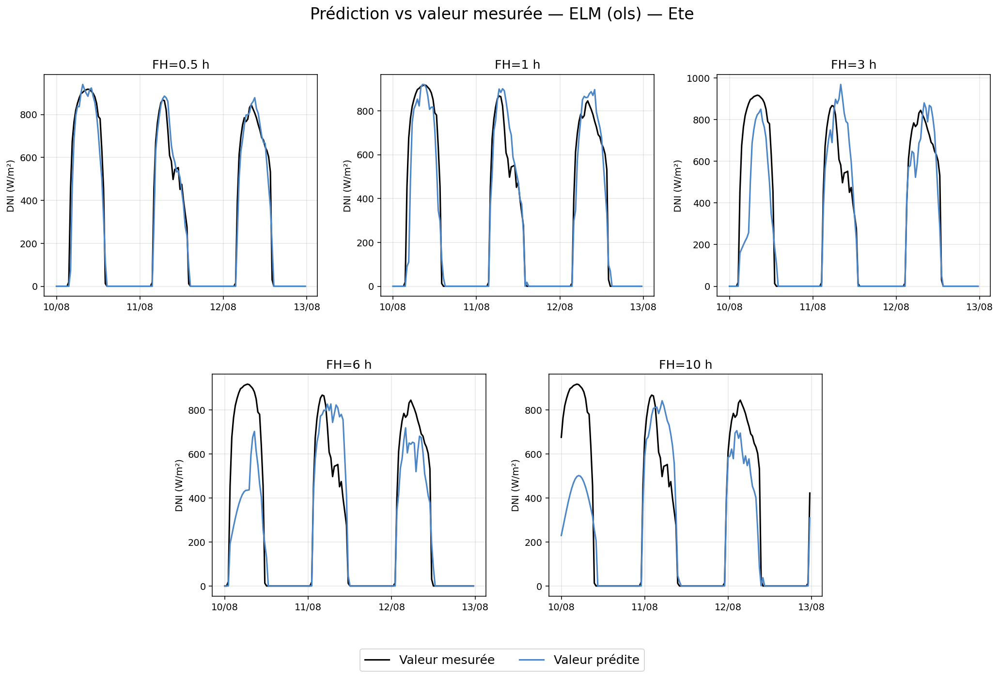 Prédiction vs valeur mesurée — ELM (ols) — Ete
FH=0.5 h
DNI (W/m²)
800
600
400
200
0
10/08 11/08 12/08 13/08
FH=1 h
DNI (W/m²)
800
600
400
200
0
10/08 11/08 12/08 13/08
FH=3 h
DNI (W/m²)
1000
800
600
400
200
0
10/08 11/08 12/08 13/08
FH=6 h
DNI (W/m²)
800
600
400
200
0
10/08 11/08 12/08 13/08
FH=10 h
DNI (W/m²)
800
600
400
200
0
10/08 11/08 12/08 13/08
Valeur mesurée Valeur prédite